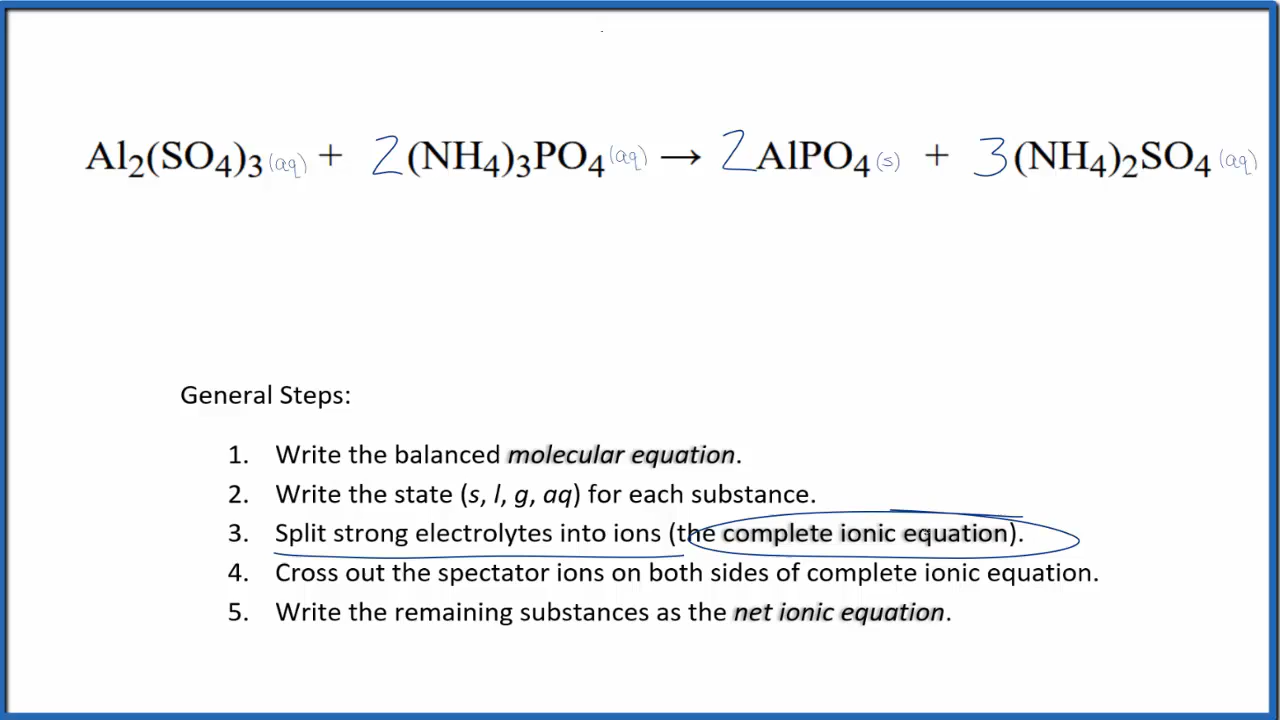 Al₂(SO₄)₃(aq) + 2(NH₄)₃PO₄(aq) → 2AlPO₄(s) + 3(NH₄)₂SO₄(aq)
General Steps:
1. Write the balanced molecular equation.
2. Write the state (s, l, g, aq) for each substance.
3. Split strong electrolytes into ions (the complete ionic equation).
4. Cross out the spectator ions on both sides of complete ionic equation.
5. Write the remaining substances as the net ionic equation.